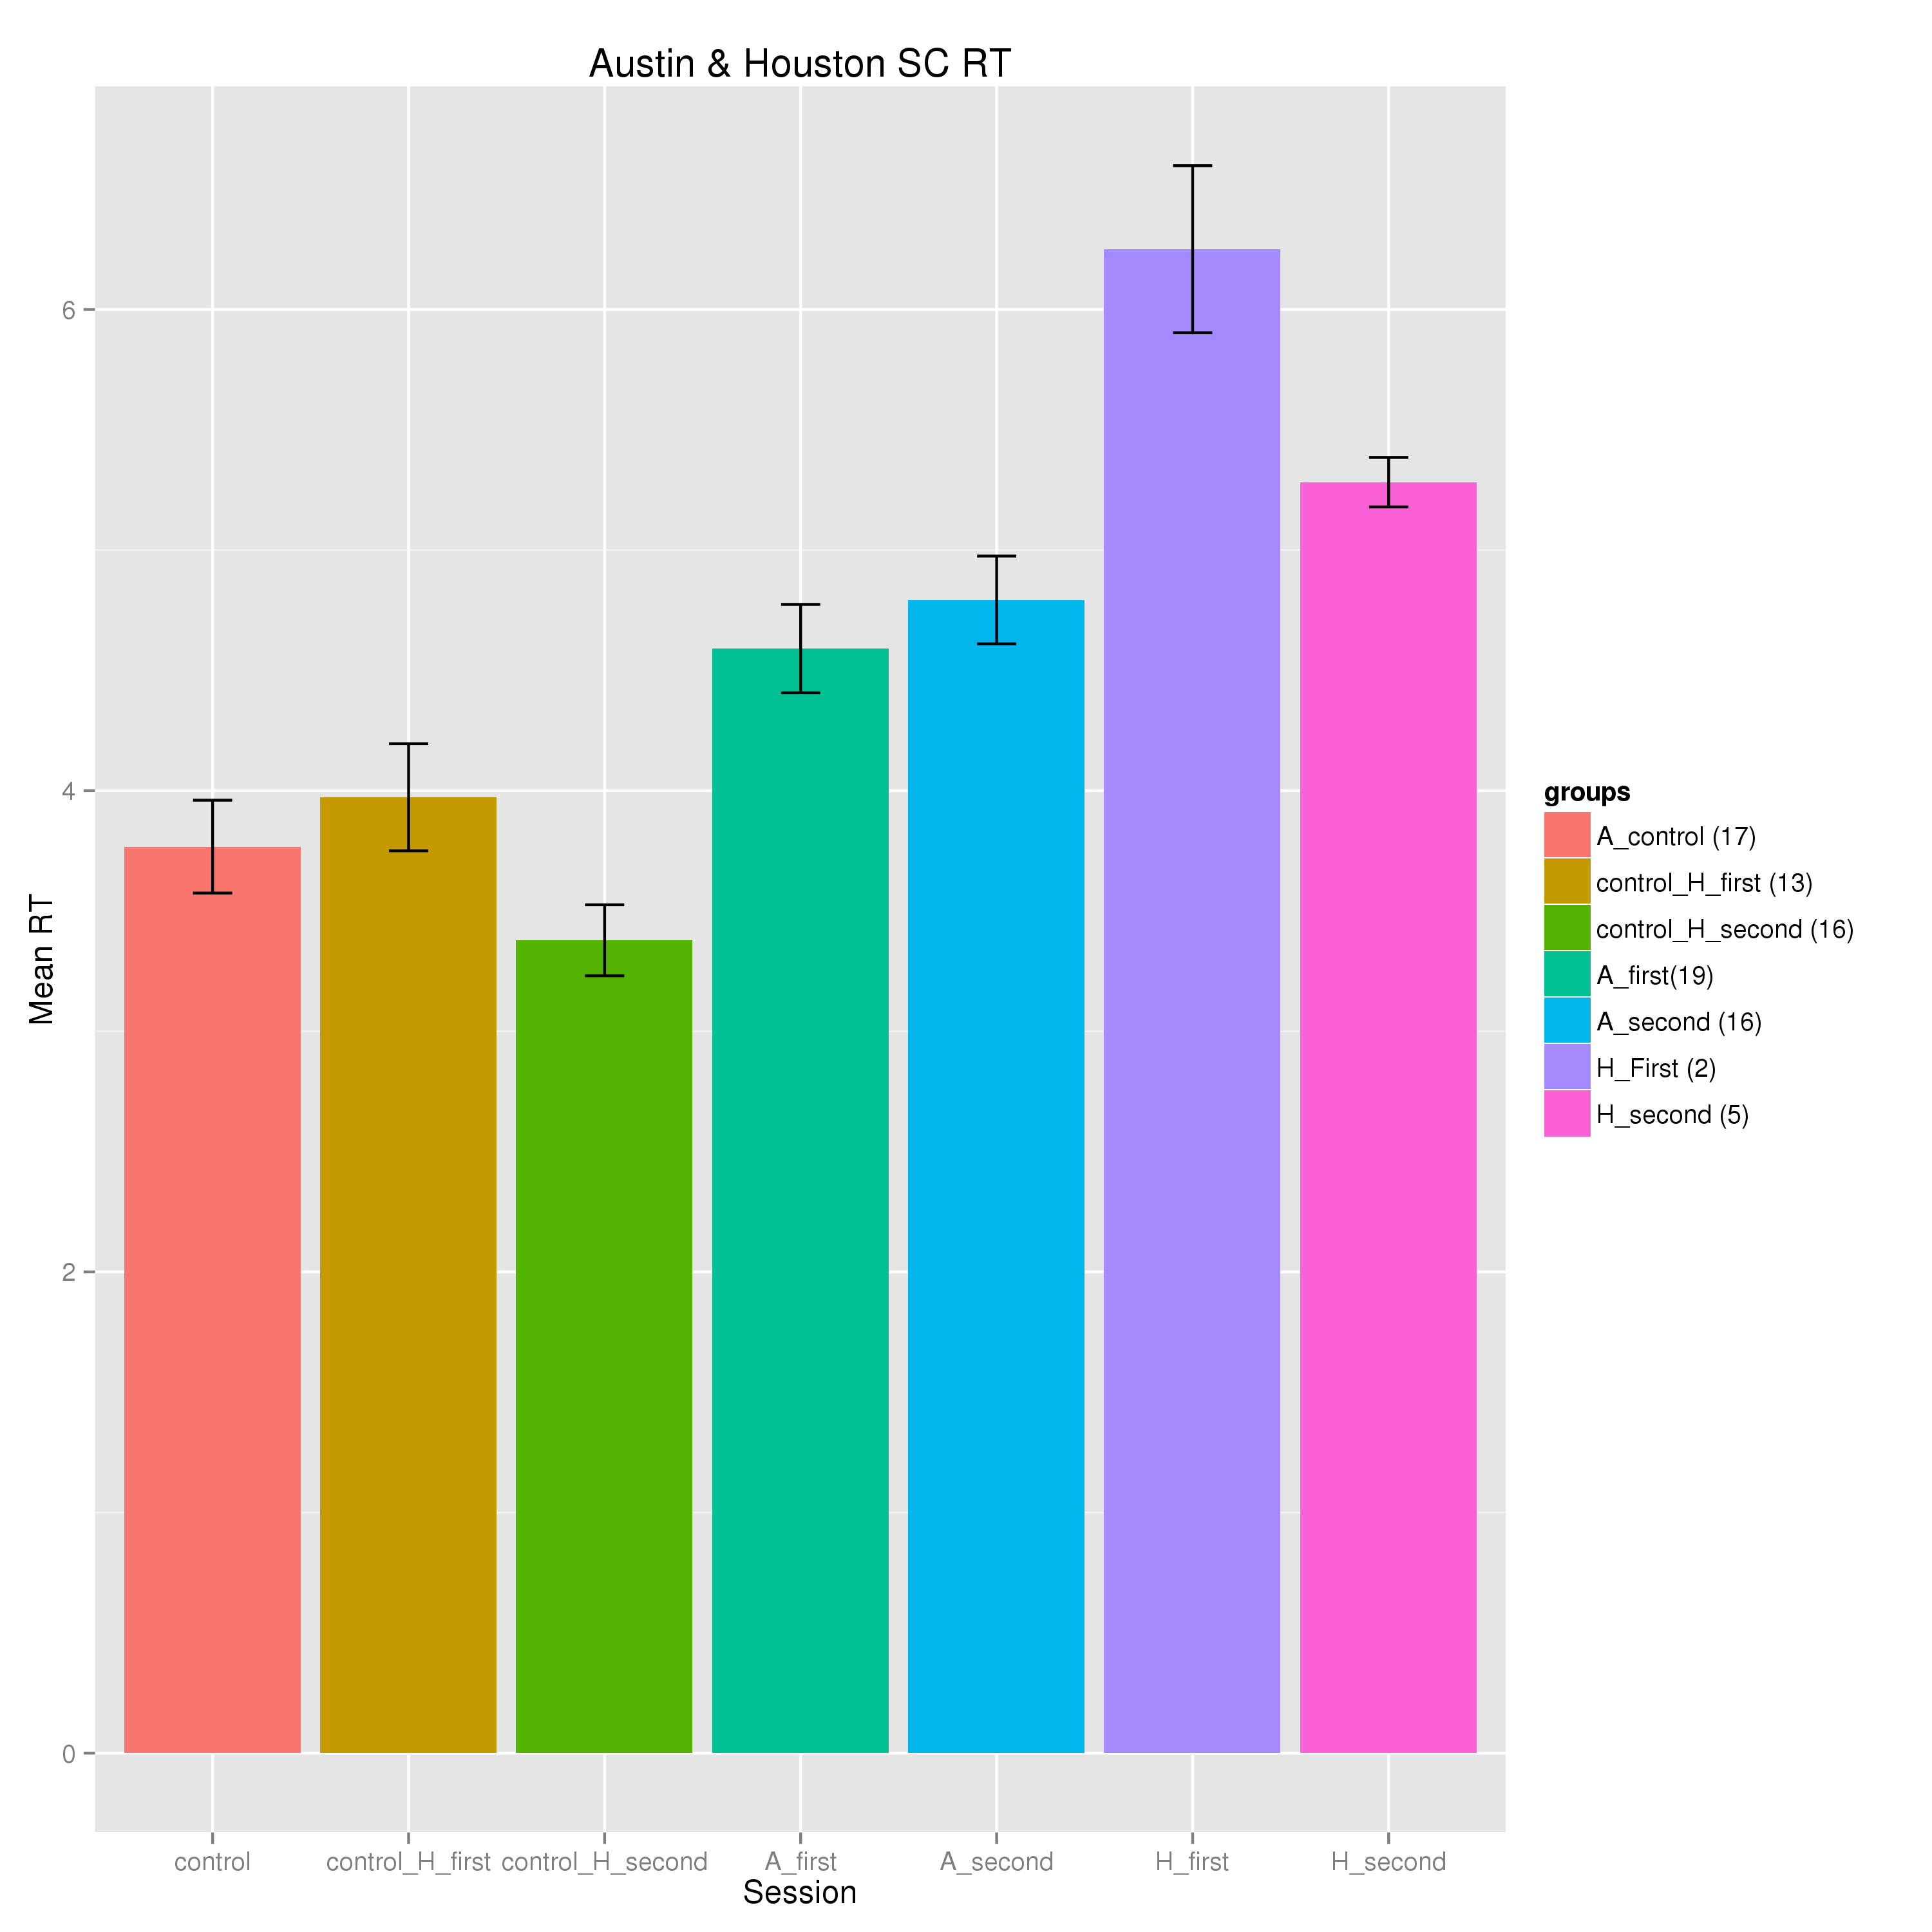 Austin & Houston SC RT
Mean RT
6
4
2
0
control control_H_first control_H_second A_first A_second H_first H_second
Session
groups
A_control (17)
control_H_first (13)
control_H_second (16)
A_first(19)
A_second (16)
H_First (2)
H_second (5)